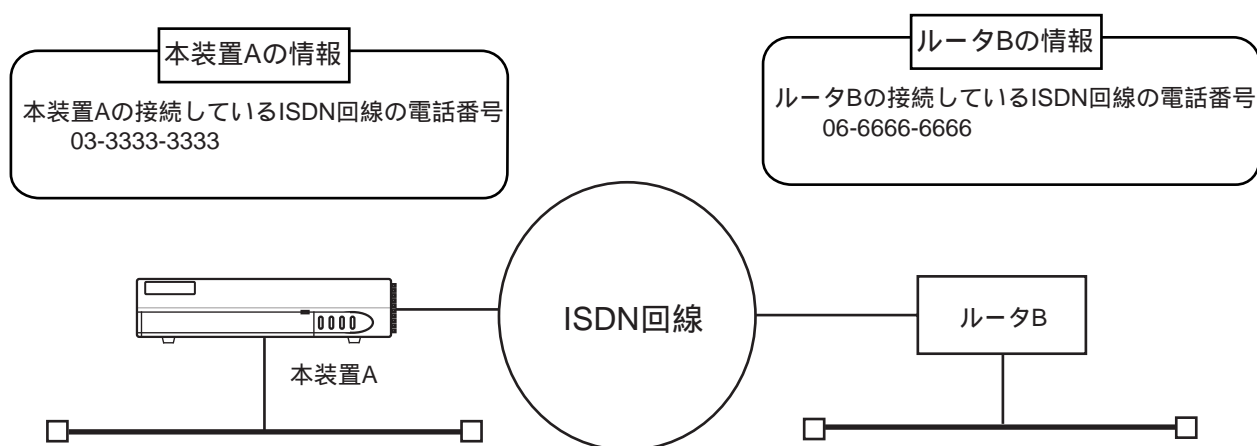 本装置Aの情報
本装置Aの接続しているISDN回線の電話番号
03-3333-3333
ルータBの情報
ルータBの接続しているISDN回線の電話番号
06-6666-6666
ISDN回線
ルータB
本装置A